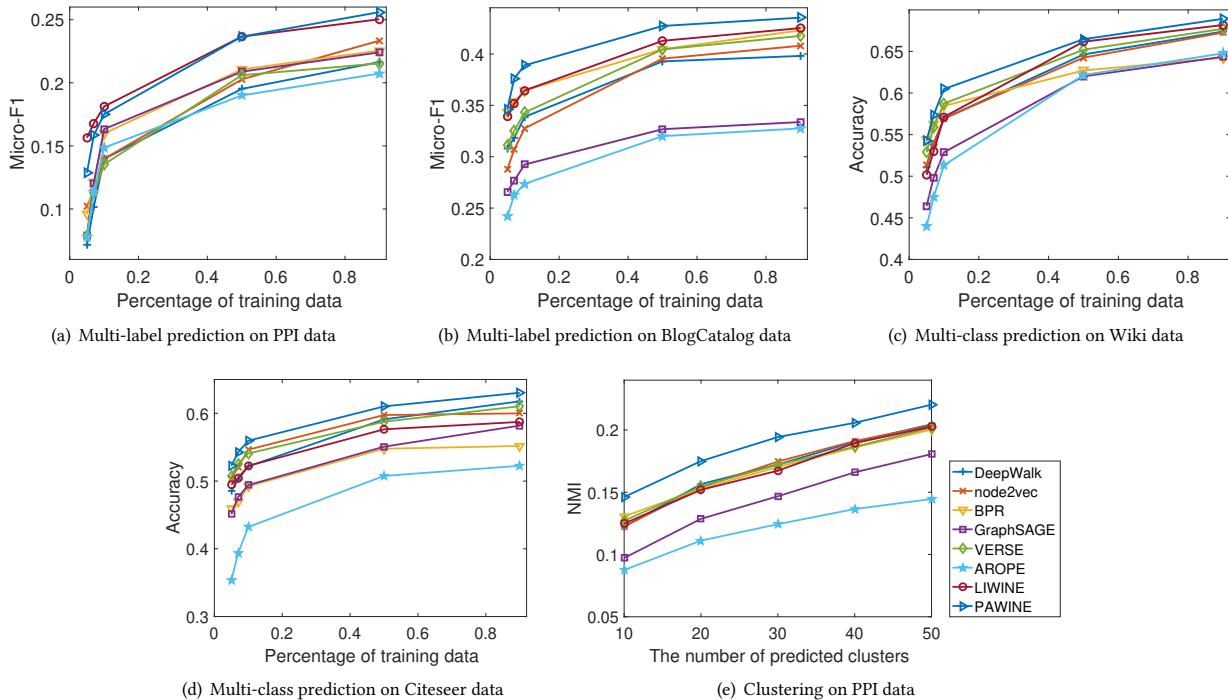 0.25
0.2
0.15
0.1
Micro-F1
0 0.2 0.4 0.6 0.8
Percentage of training data
(a) Multi-label prediction on PPI data
0.4
0.35
0.3
0.25
0.2
Micro-F1
0 0.2 0.4 0.6 0.8
Percentage of training data
(b) Multi-label prediction on BlogCatalog data
0.65
0.6
0.55
0.5
0.45
0.4
Accuracy
0 0.2 0.4 0.6 0.8
Percentage of training data
(c) Multi-class prediction on Wiki data
0.6
0.5
0.4
0.3
Accuracy
0 0.2 0.4 0.6 0.8
Percentage of training data
(d) Multi-class prediction on Citeseer data
0.2
0.15
0.1
0.05
NMI
10 20 30 40 50
The number of predicted clusters
(e) Clustering on PPI data
DeepWalk
node2vec
BPR
GraphSAGE
VERSE
AROPE
LIWINE
PAWINE